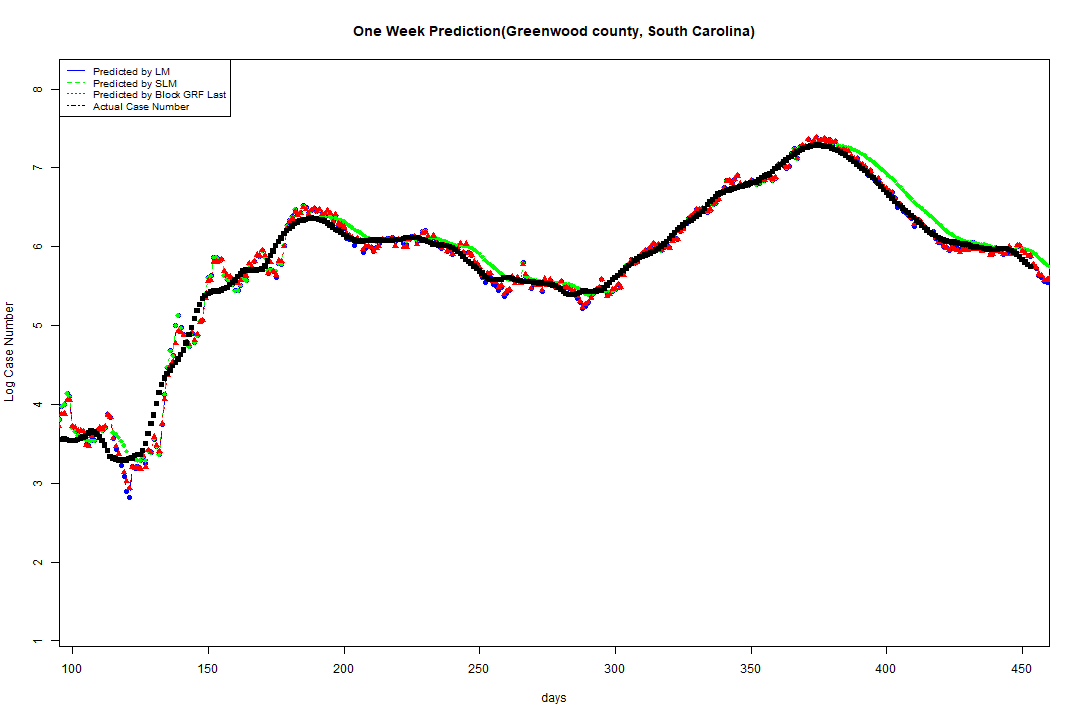 One Week Prediction(Greenwood county, South Carolina)
Predicted by LM
Predicted by SLM
Predicted by Block GRF Last
Actual Case Number
8
7
6
5
4
3
2
1
Log Case Number
100 150 200 250 300 350 400 450
days